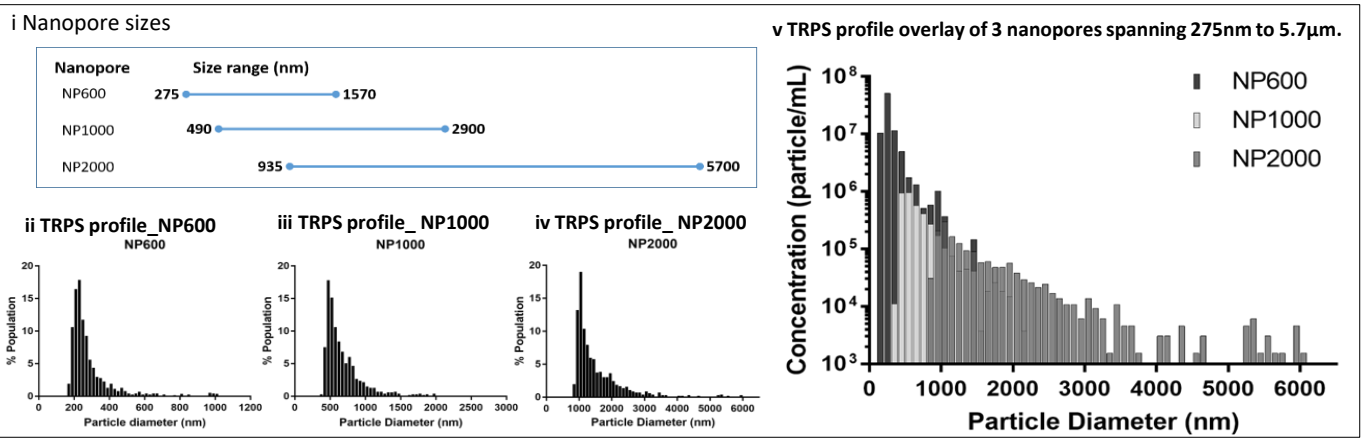 i Nanopore sizes
Nanopore Size range (nm)
NP600 275 1570
NP1000 490 2900
NP2000 935 5700
ii TRPS profile_NP600
NP600
20
15
10
5
0
% Population
0 200 400 600 800 1000 1200
Particle diameter (nm)
iii TRPS profile_ NP1000
NP1000
20
15
10
5
0
% Population
0 500 1000 1500 2000 2500 3000
Particle Diameter (nm)
iv TRPS profile_ NP2000
NP2000
20
15
10
5
0
% Population
0 1000 2000 3000 4000 5000 6000
Particle Diameter (nm)
v TRPS profile overlay of 3 nanopores spanning 275nm to 5.7μm.
NP600
NP1000
NP2000
10⁸
10⁷
10⁶
10⁵
10⁴
10³
Concentration (particle/mL)
0 1000 2000 3000 4000 5000 6000
Particle Diameter (nm)